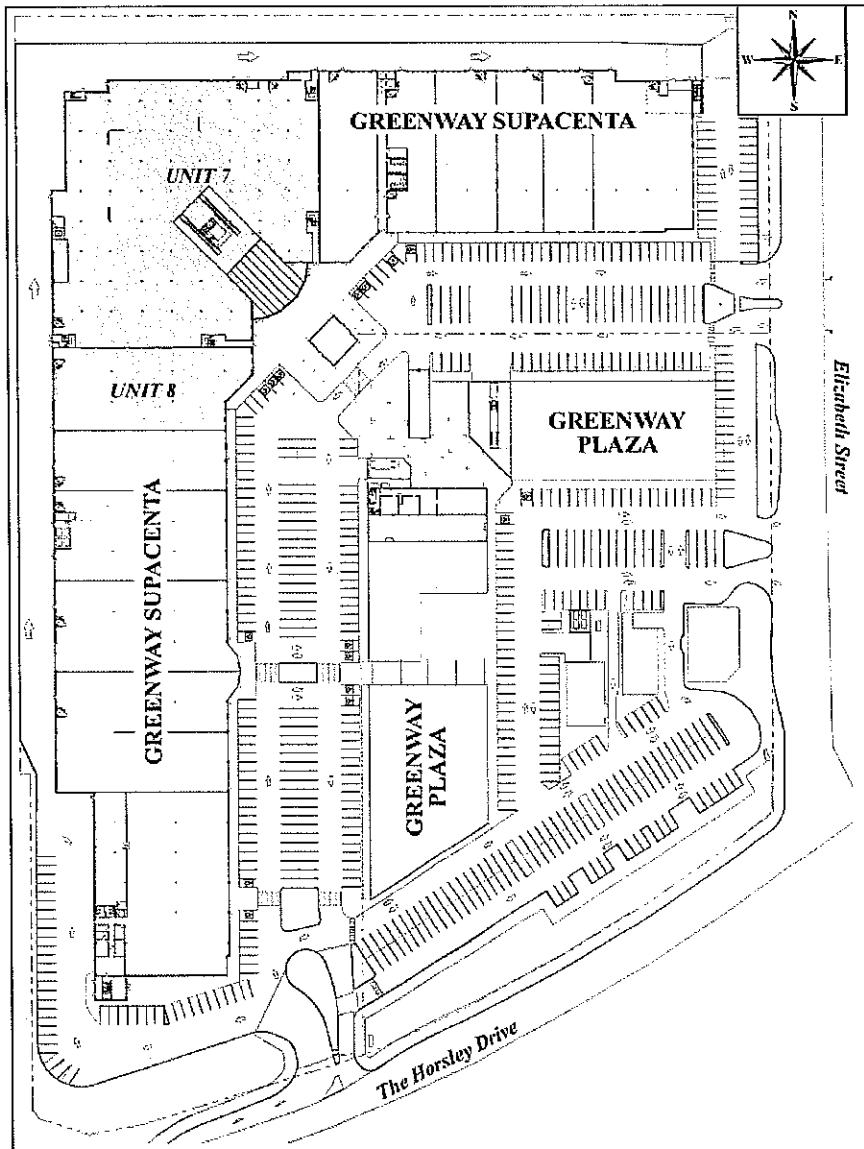 N
W E
S
GREENWAY SUPACENTA
UNIT 7
UNIT 8
GREENWAY
PLAZA
Elizabeth Street
GREENWAY SUPACENTA
GREENWAY
PLAZA
The Horsley Drive